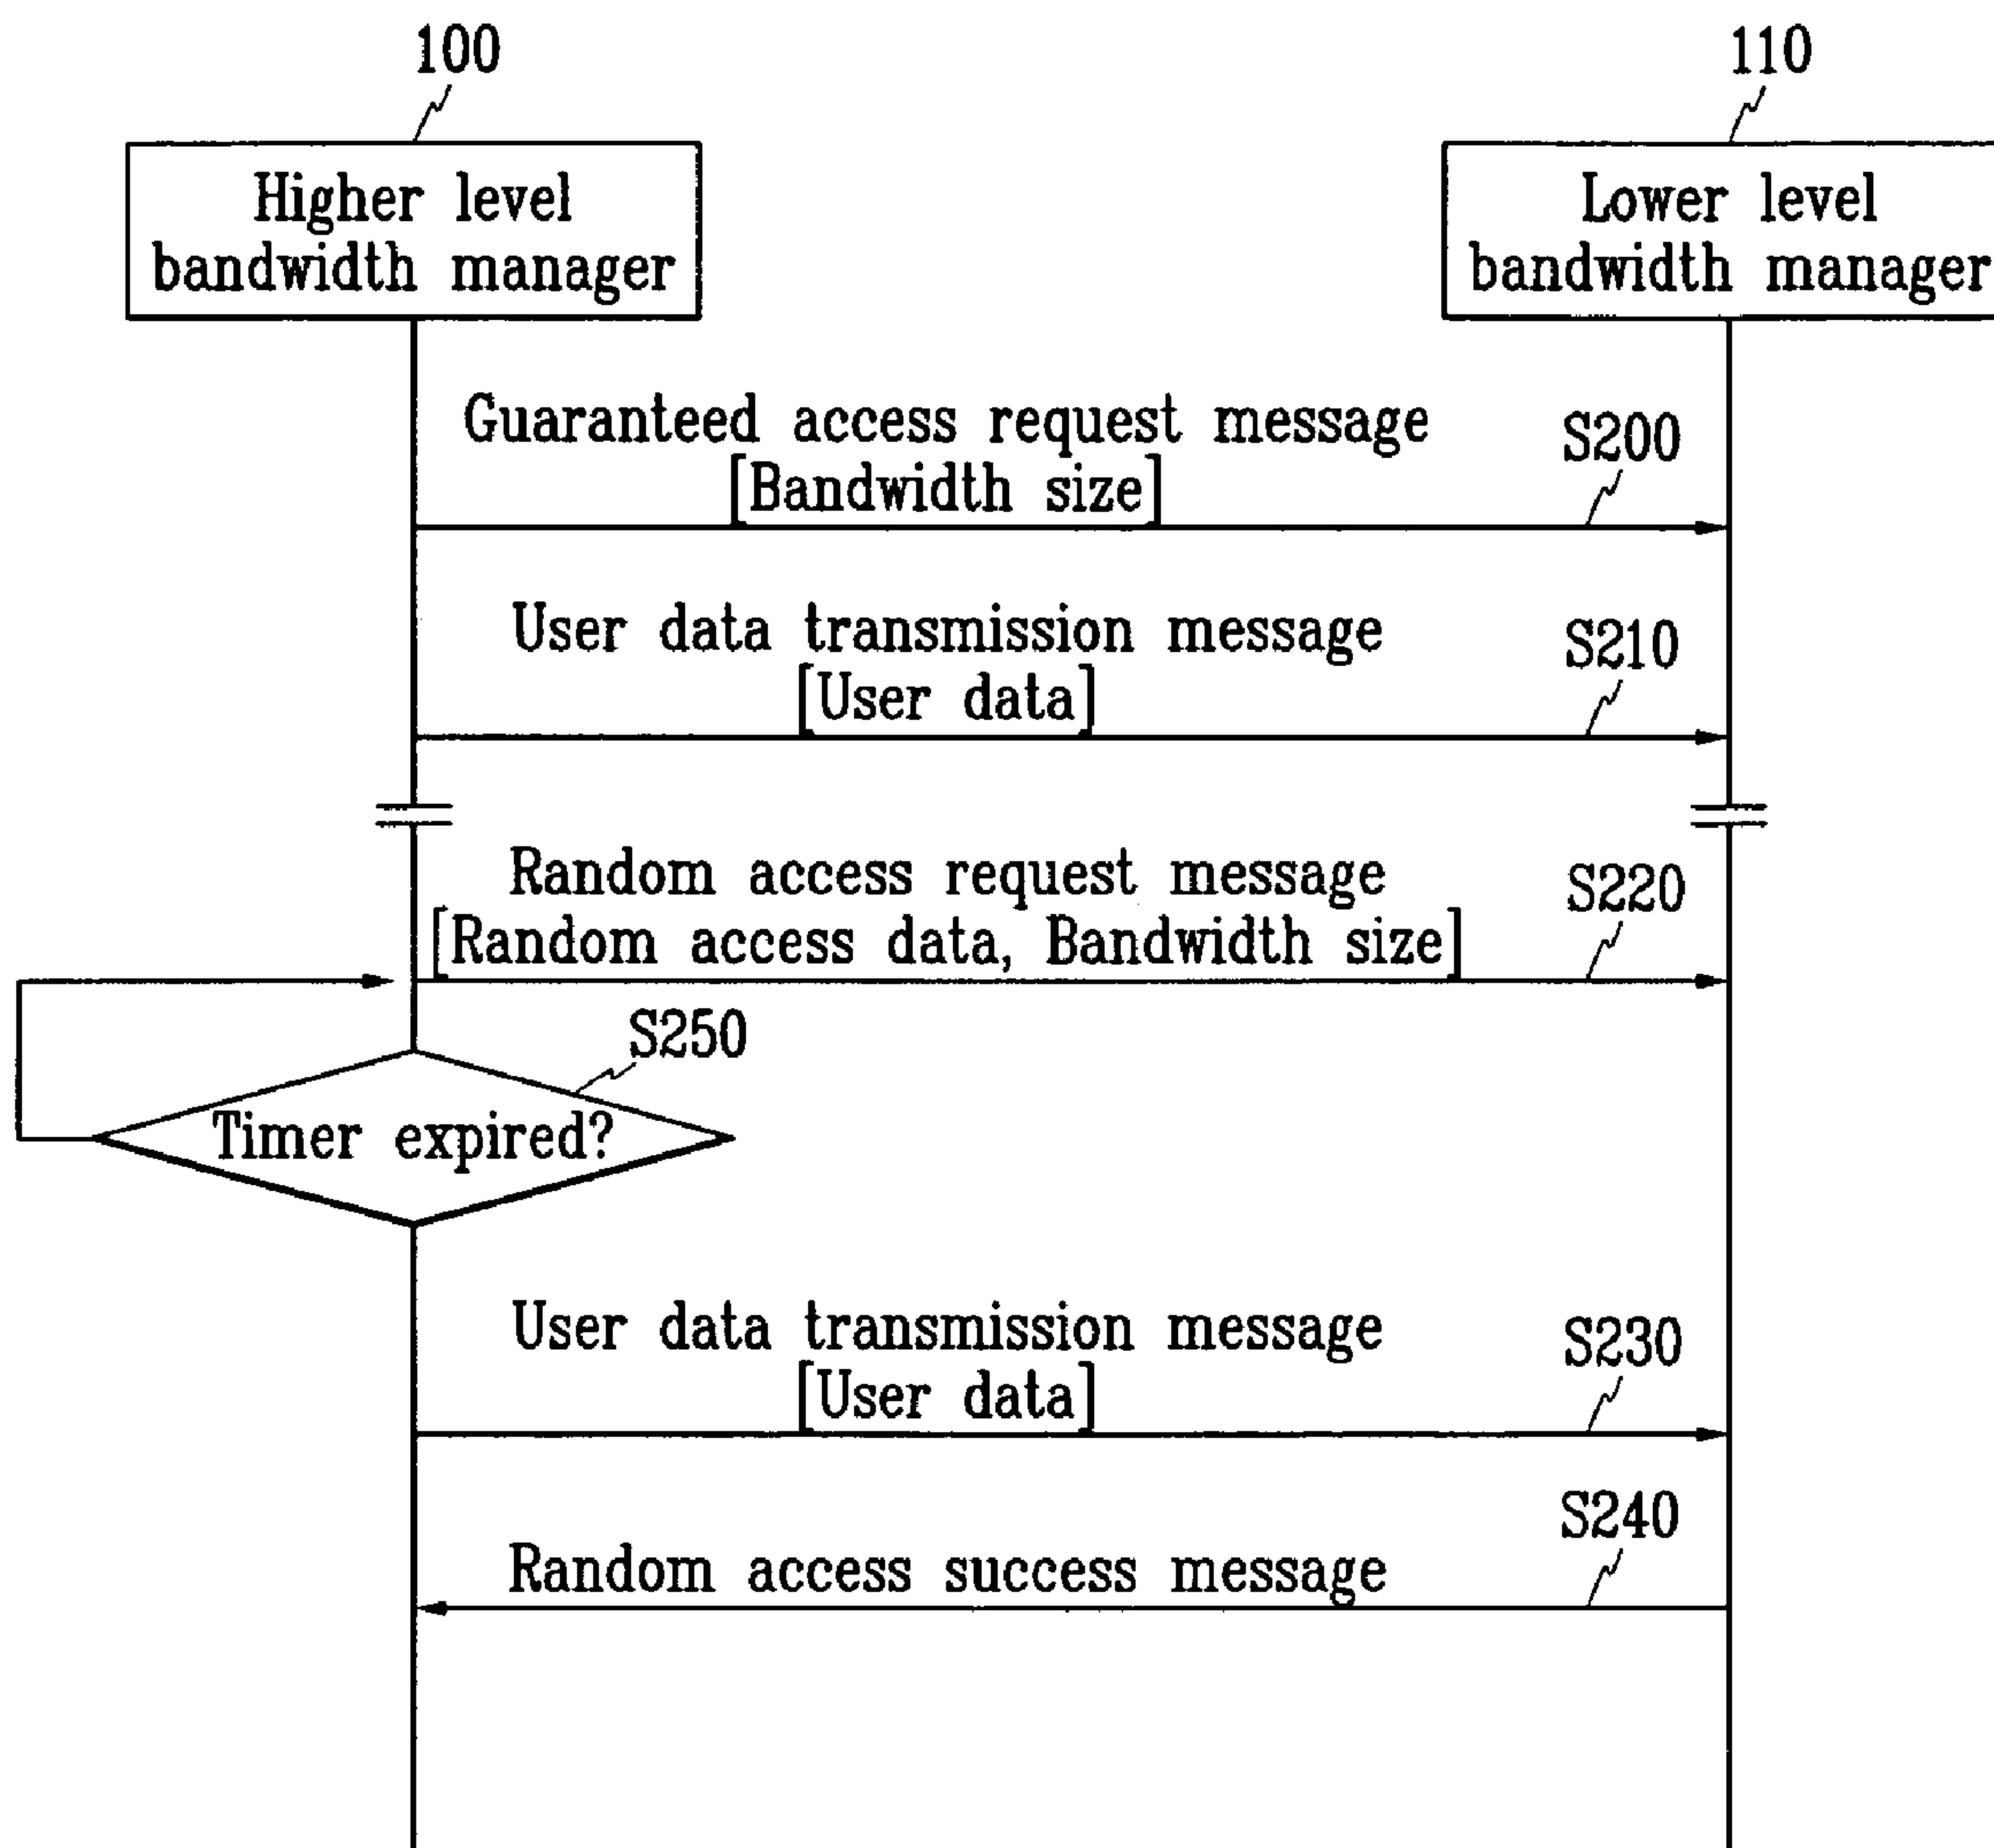 100
110
Higher level
bandwidth manager
Lower level
bandwidth manager
Guaranteed access request message
[Bandwidth size]
S200
User data transmission message
[User data]
S210
Random access request message
[Random access data, Bandwidth size]
S220
S250
Timer expired?
User data transmission message
[User data]
S230
S240
Random access success message